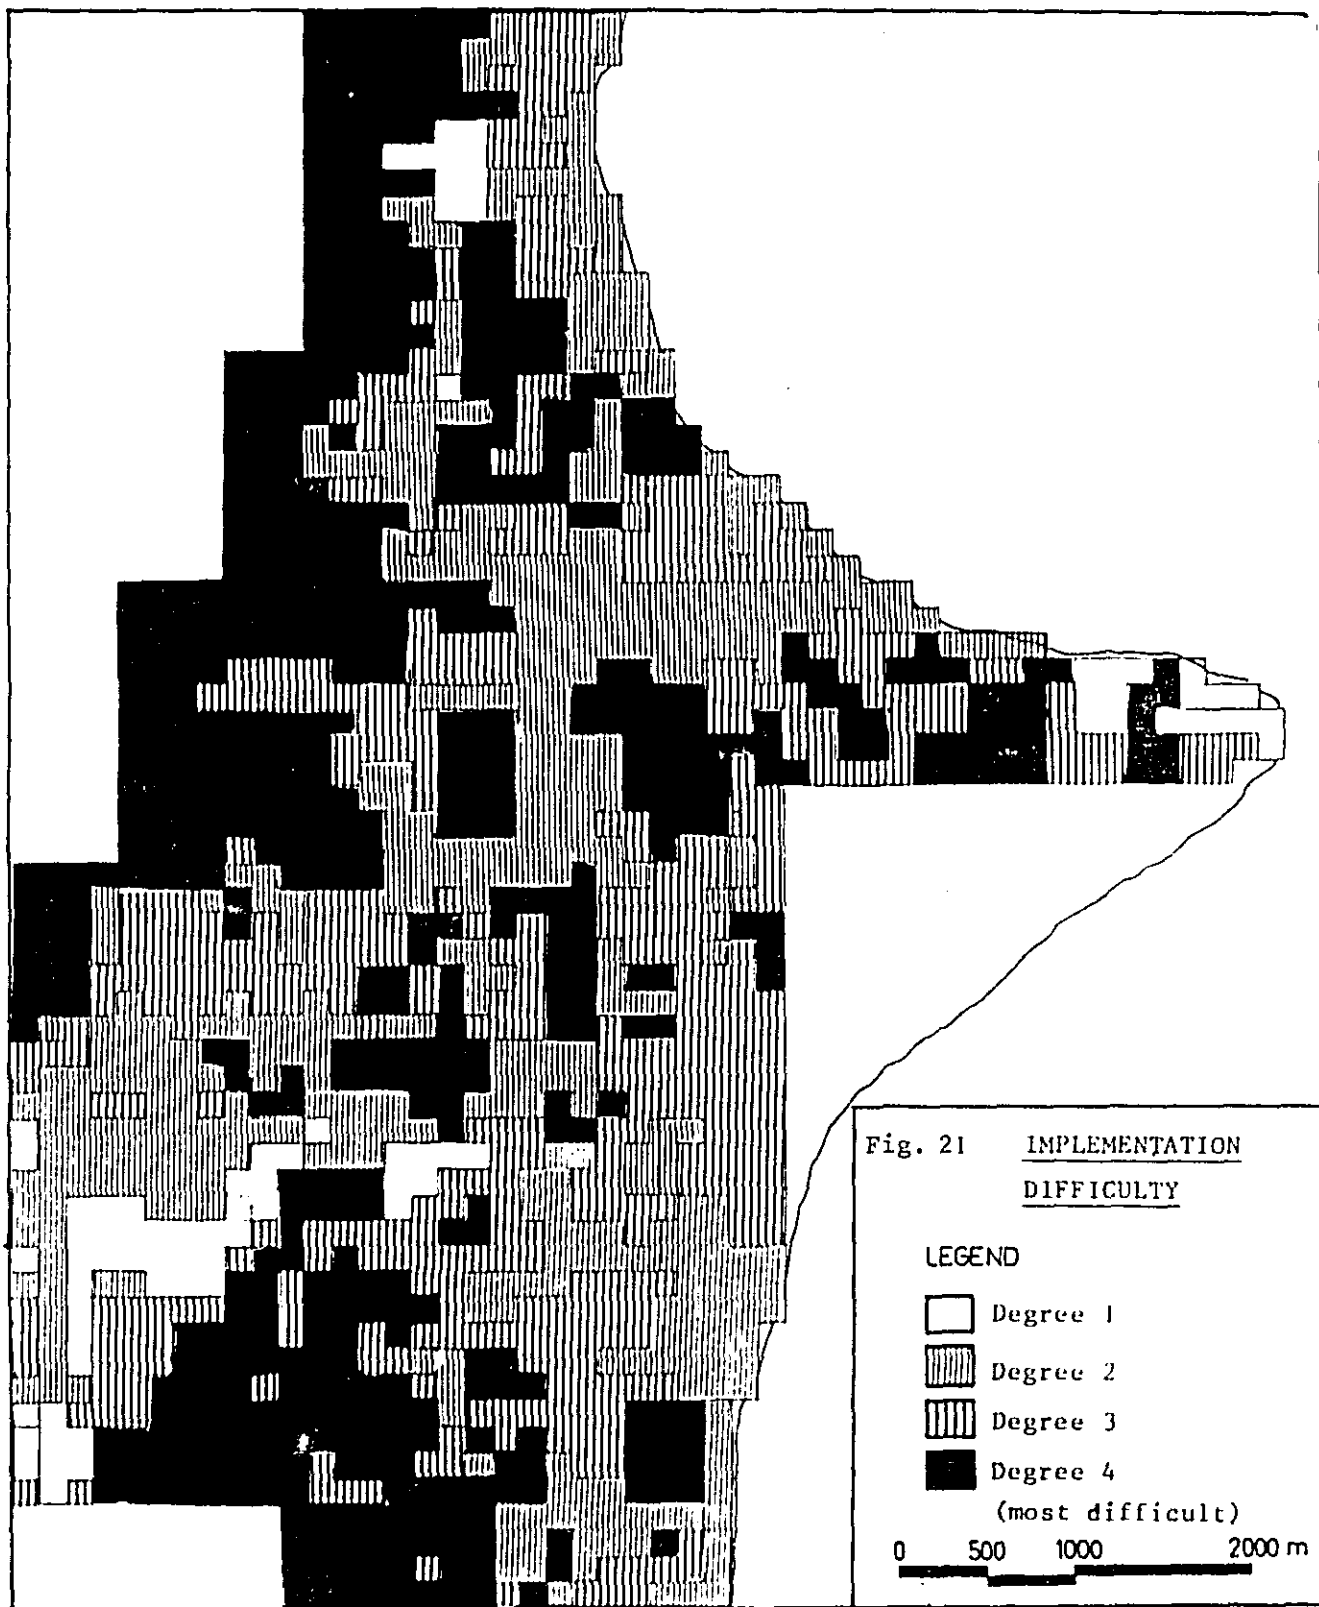 Fig. 21 IMPLEMENTATION
DIFFICULTY
LEGEND
Degree 1
Degree 2
Degree 3
Degree 4
(most difficult)
0 500 1000 2000 m